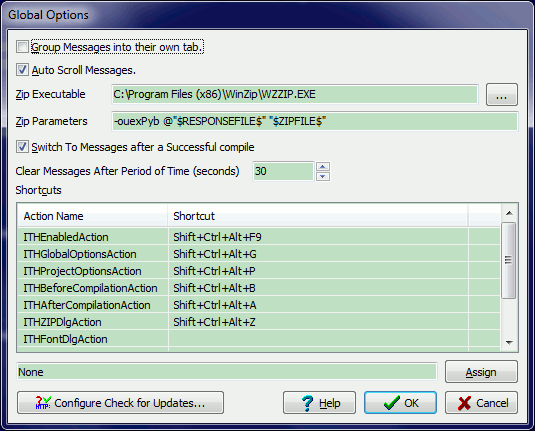 Global Options
Group Messages into their own tab.
Auto Scroll Messages.
Zip Executable C:\Program Files (x86)\WinZip\WZZIP.EXE ...
Zip Parameters -ouexPyb @"$RESPONSEFILE$" "$ZIPFILE$"
Switch To Messages after a Successful compile
Clear Messages After Period of Time (seconds) 30
Shortcuts
Action Name Shortcut
ITHEnabledAction Shift+Ctrl+Alt+F9
ITHGlobalOptionsAction Shift+Ctrl+Alt+G
ITHProjectOptionsAction Shift+Ctrl+Alt+P
ITHBeforeCompilationAction Shift+Ctrl+Alt+B
ITHAfterCompilationAction Shift+Ctrl+Alt+A
ITHZIPDlgAction Shift+Ctrl+Alt+Z
ITHFontDlgAction
None Assign
HTTP: Configure Check for Updates... Help OK Cancel